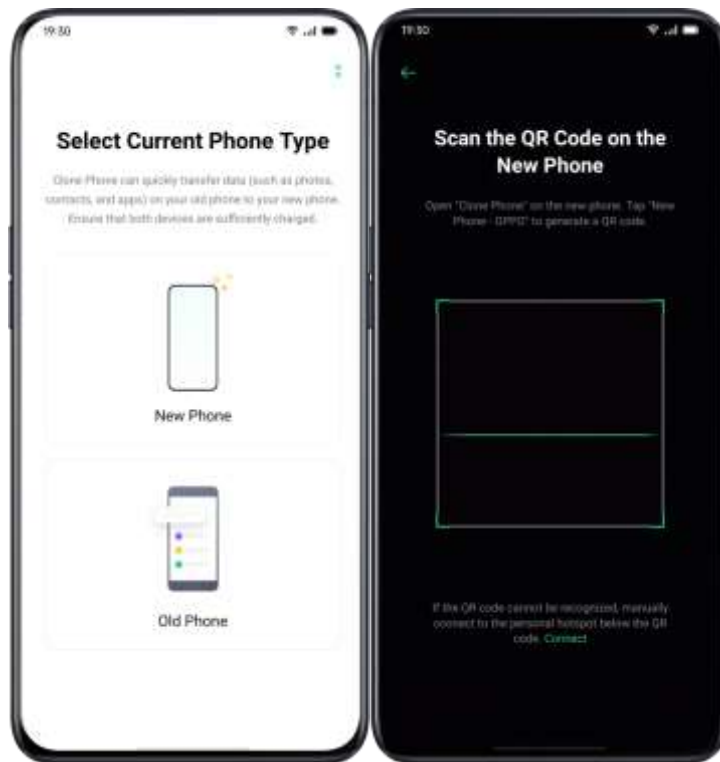 19:30
Select Current Phone Type
Clone Phone can quickly transfer data (such as photos,
contacts, and apps) on your old phone to your new phone.
Ensure that both devices are sufficiently charged.
New Phone
Old Phone
19:30
Scan the QR Code on the
New Phone
Open "Clone Phone" on the new phone. Tap "New
Phone - OPPO" to generate a QR code.
If the QR code cannot be recognized, manually
connect to the personal hotspot below the QR
code. Connect